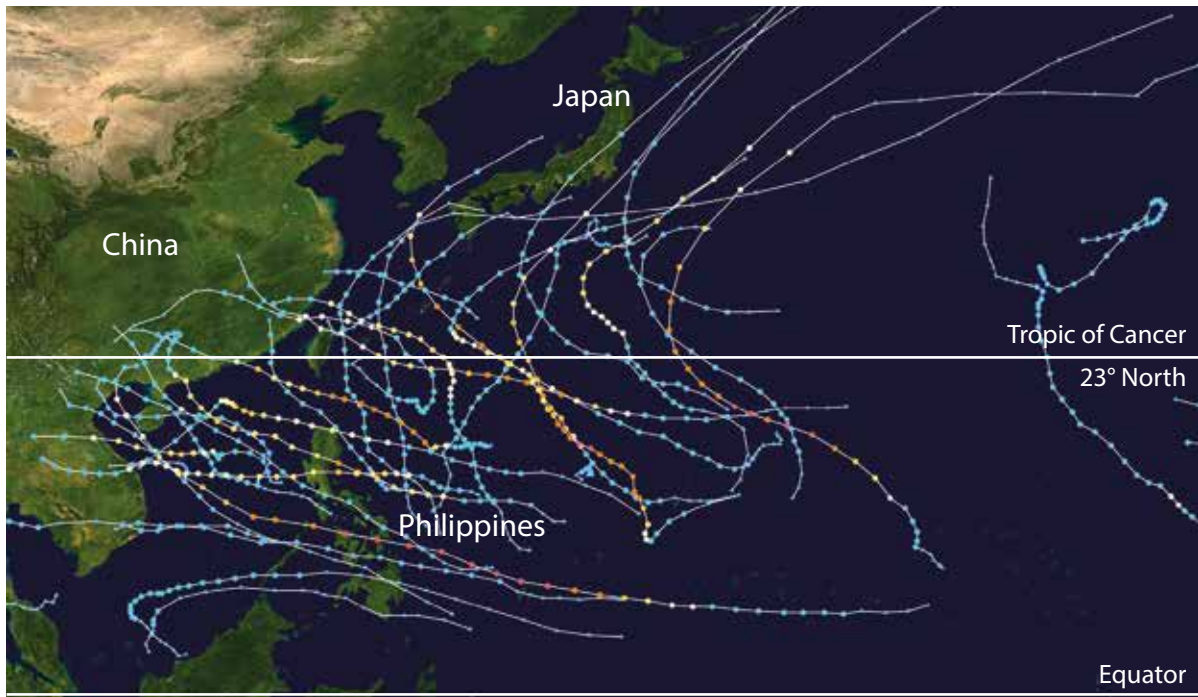 Japan
China
Tropic of Cancer
23° North
Philippines
Equator